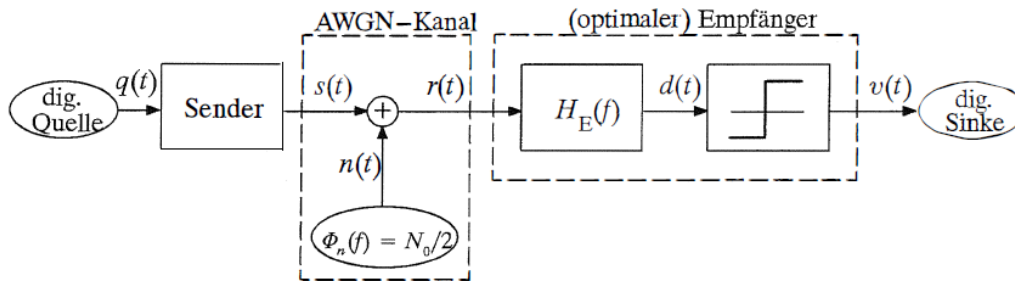 AWGN–Kanal
(optimaler) Empfänger
dig.
Quelle
q(t)
Sender
s(t)
+
r(t)
H_E(f)
d(t)
v(t)
dig.
Sinke
n(t)
Φ_n(f) = N_0/2